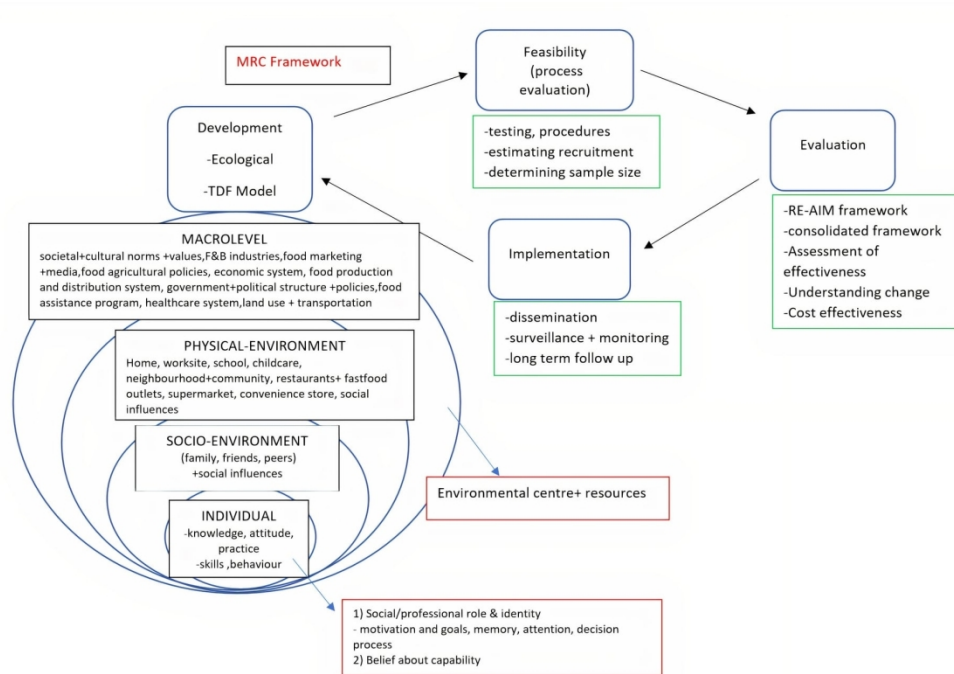 MRC Framework
Feasibility
(process
evaluation)
-testing, procedures
-estimating recruitment
-determining sample size
Development
-Ecological
-TDF Model
Evaluation
-RE-AIM framework
-consolidated framework
-Assessment of
effectiveness
-Understanding change
-Cost effectiveness
Implementation
-dissemination
-surveillance + monitoring
-long term follow up
MACROLEVEL
societal+cultural norms +values,F&B industries,food marketing
+media,food agricultural policies, economic system, food production
and distribution system, government+political structure +policies,food
assistance program, healthcare system,land use + transportation
PHYSICAL-ENVIRONMENT
Home, worksite, school, childcare,
neighbourhood+community, restaurants+ fastfood
outlets, supermarket, convenience store, social
influences
SOCIO-ENVIRONMENT
(family, friends, peers)
+social influences
INDIVIDUAL
-knowledge, attitude,
practice
-skills ,behaviour
Environmental centre+ resources
1) Social/professional role & identity
- motivation and goals, memory, attention, decision
process
2) Belief about capability